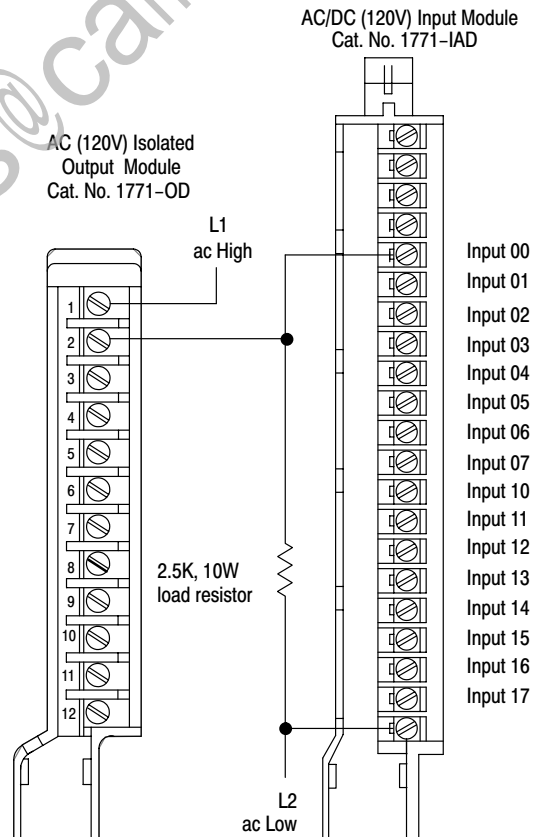 AC/DC (120V) Input Module
Cat. No. 1771–IAD
AC (120V) Isolated
Output Module
Cat. No. 1771–OD
L1
ac High
1
2
3
4
5
6
7
8
9
10
11
12
2.5K, 10W
load resistor
Input 00
Input 01
Input 02
Input 03
Input 04
Input 05
Input 06
Input 07
Input 10
Input 11
Input 12
Input 13
Input 14
Input 15
Input 16
Input 17
L2
ac Low